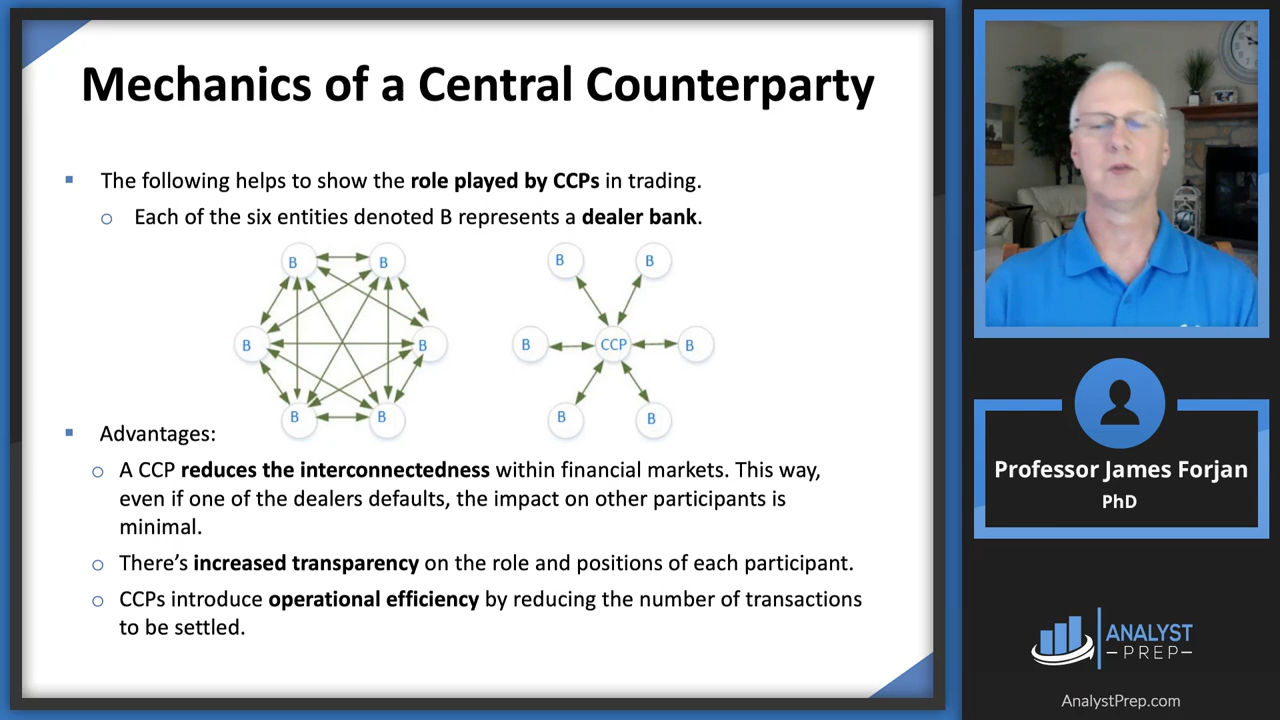 Mechanics of a Central Counterparty
The following helps to show the role played by CCPs in trading.
Each of the six entities denoted B represents a dealer bank.
B B B B
B B B CCP B
B B B B
Advantages:
A CCP reduces the interconnectedness within financial markets. This way,
even if one of the dealers defaults, the impact on other participants is
minimal.
There's increased transparency on the role and positions of each participant.
CCPs introduce operational efficiency by reducing the number of transactions
to be settled.
Professor James Forjan
PhD
ANALYST
PREP
AnalystPrep.com